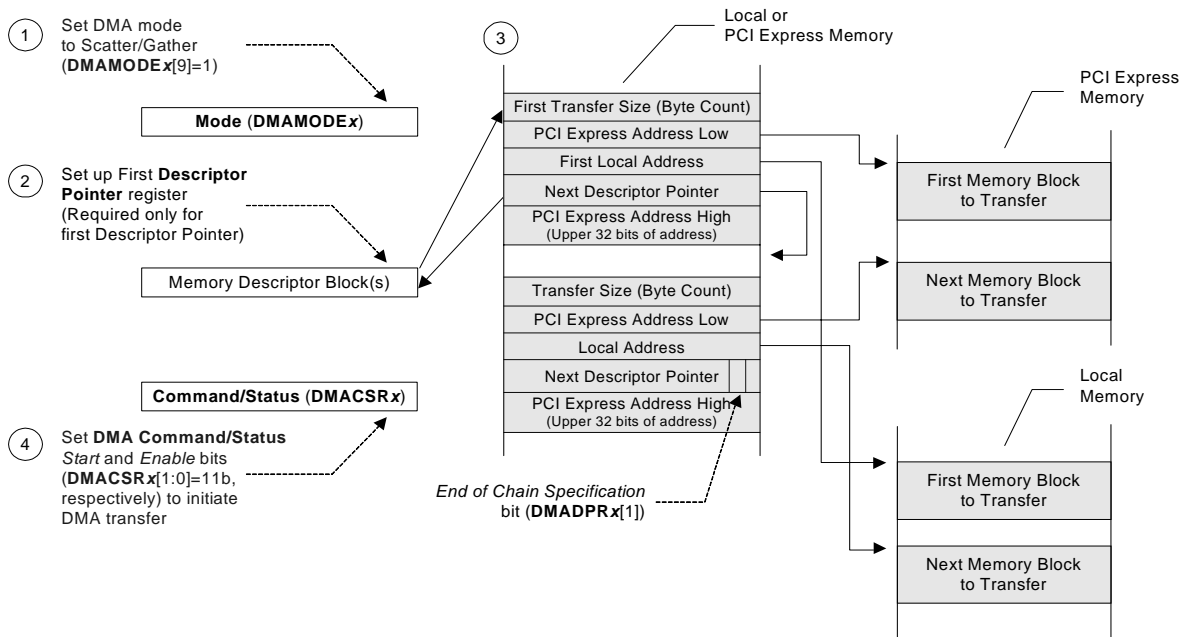 1
Set DMA mode
to Scatter/Gather
(DMAMODEx[9]=1)
Mode (DMAMODEx)
2
Set up First Descriptor
Pointer register
(Required only for
first Descriptor Pointer)
Memory Descriptor Block(s)
Command/Status (DMACSRx)
4
Set DMA Command/Status
Start and Enable bits
(DMACSRx[1:0]=11b,
respectively) to initiate
DMA transfer
3
Local or
PCI Express Memory
First Transfer Size (Byte Count)
PCI Express Address Low
First Local Address
Next Descriptor Pointer
PCI Express Address High
(Upper 32 bits of address)
Transfer Size (Byte Count)
PCI Express Address Low
Local Address
Next Descriptor Pointer
PCI Express Address High
(Upper 32 bits of address)
End of Chain Specification
bit (DMADPRx[1])
PCI Express
Memory
First Memory Block
to Transfer
Next Memory Block
to Transfer
Local
Memory
First Memory Block
to Transfer
Next Memory Block
to Transfer